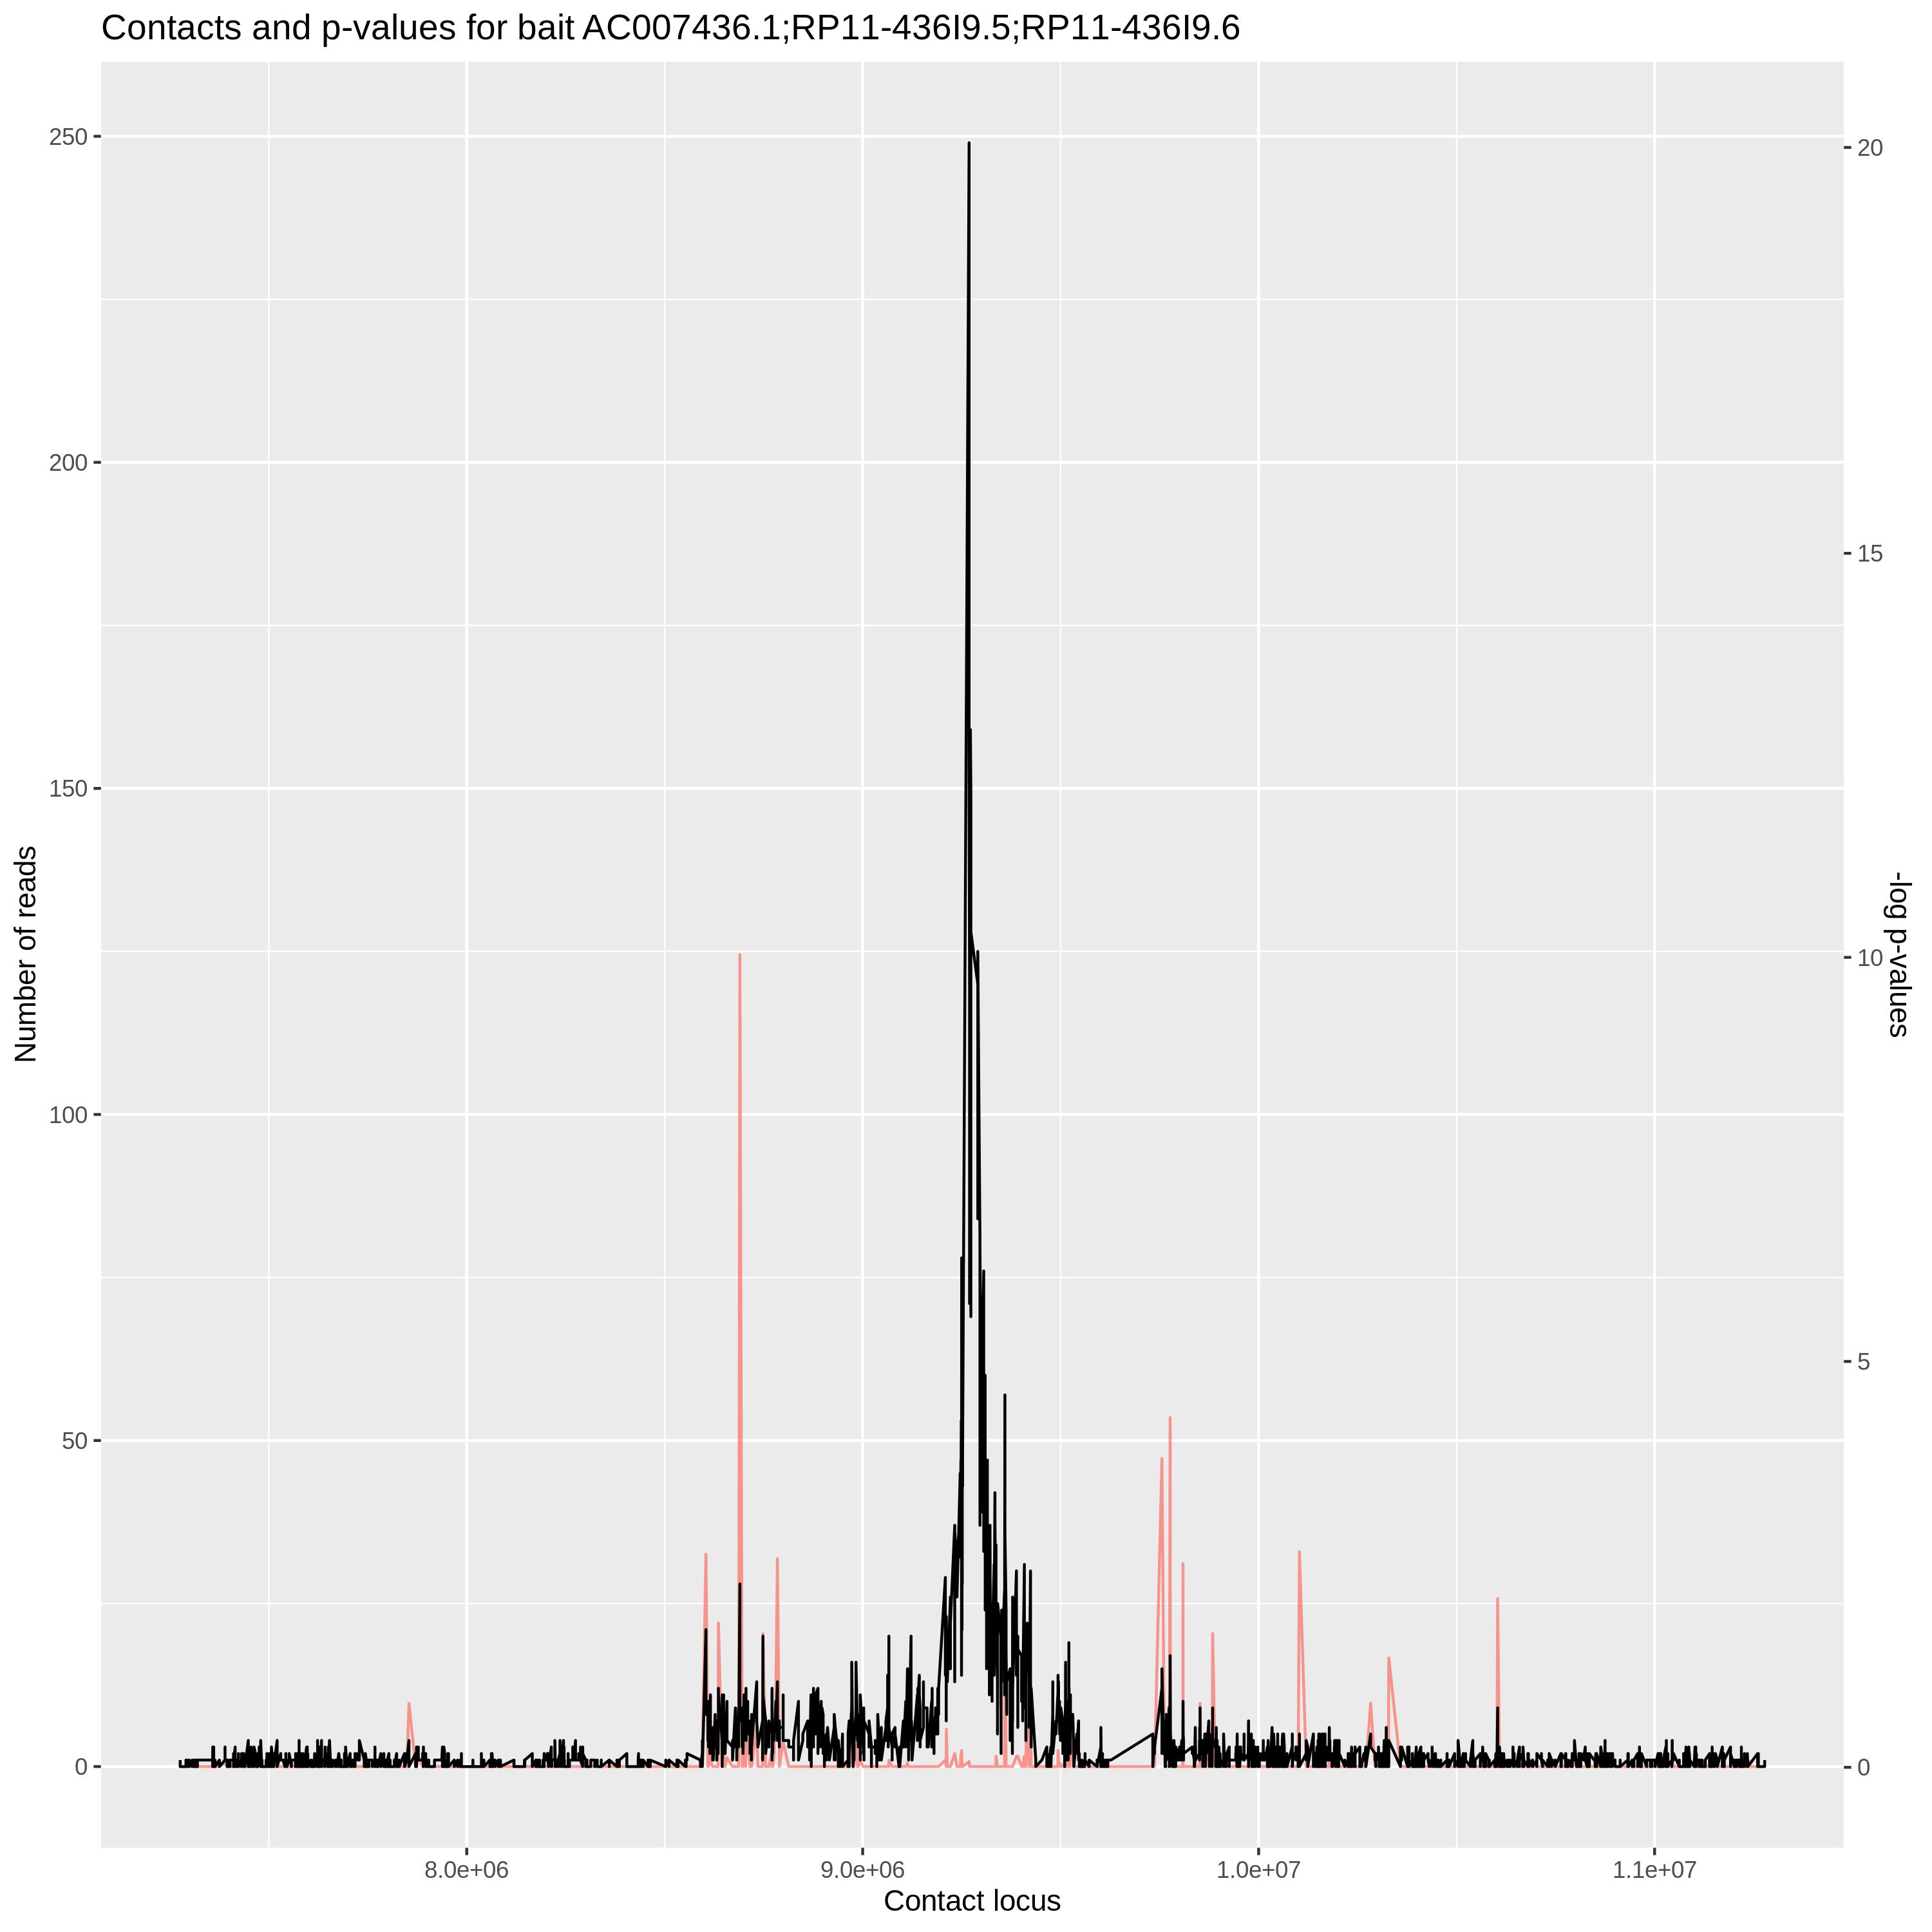 Contacts and p-values for bait AC007436.1;RP11-436I9.5;RP11-436I9.6
250
200
150
100
50
0
Number of reads
20
15
10
5
0
-log p-values
8.0e+06
9.0e+06
1.0e+07
1.1e+07
Contact locus